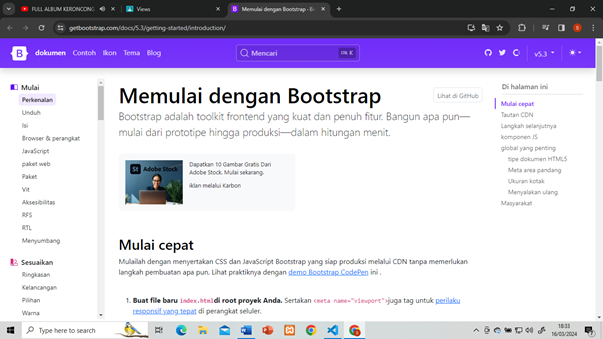 FULL ALBUM KERONCONG
Views
Memulai dengan Bootstrap - Bo
getbootstrap.com/docs/5.3/getting-started/introduction/
B
dokumen
Contoh
Ikon
Tema
Blog
Mencari
Ctrl K
v5.3
Mulai
Perkenalan
Unduh
Isi
Browser & perangkat
JavaScript
paket web
Paket
Vit
Aksesibilitas
RFS
RTL
Menyumbang
Sesuaikan
Ringkasan
Kelancangan
Pilihan
Warna
Memulai dengan Bootstrap
Lihat di GitHub
Bootstrap adalah toolkit frontend yang kuat dan penuh fitur. Bangun apa pun—
mulai dari prototipe hingga produksi—dalam hitungan menit.
St Adobe Stock
Dapatkan 10 Gambar Gratis Dari
Adobe Stock. Mulai sekarang.
iklan melalui Karbon
Mulai cepat
Mulailah dengan menyertakan CSS dan JavaScript Bootstrap yang siap produksi melalui CDN tanpa memerlukan
langkah pembuatan apa pun. Lihat praktiknya dengan demo Bootstrap CodePen ini .
1. Buat file baru index.htmldi root proyek Anda. Sertakan <meta name="viewport">juga tag untuk perilaku
responsif yang tepat di perangkat seluler.
Di halaman ini
Mulai cepat
Tautan CDN
Langkah selanjutnya
komponen JS
global yang penting
tipe dokumen HTML5
Meta area pandang
Ukuran kotak
Menyalakan ulang
Masyarakat
Type here to search
18:33
16/03/2024